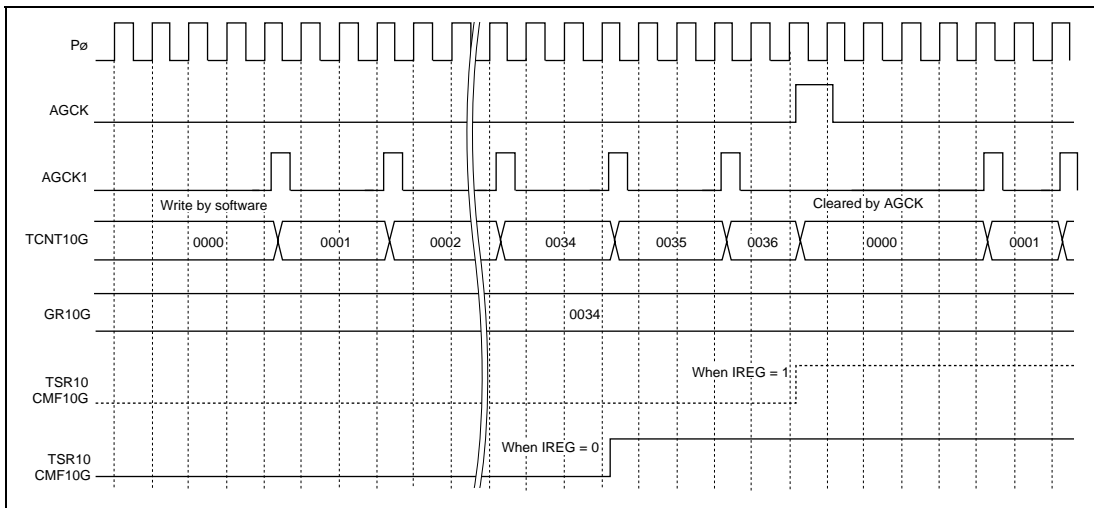 Pø
AGCK
AGCK1
Write by software
Cleared by AGCK
TCNT10G
0000
0001
0002
0034
0035
0036
0000
0001
GR10G
0034
TSR10
CMF10G
When IREG = 1
TSR10
CMF10G
When IREG = 0